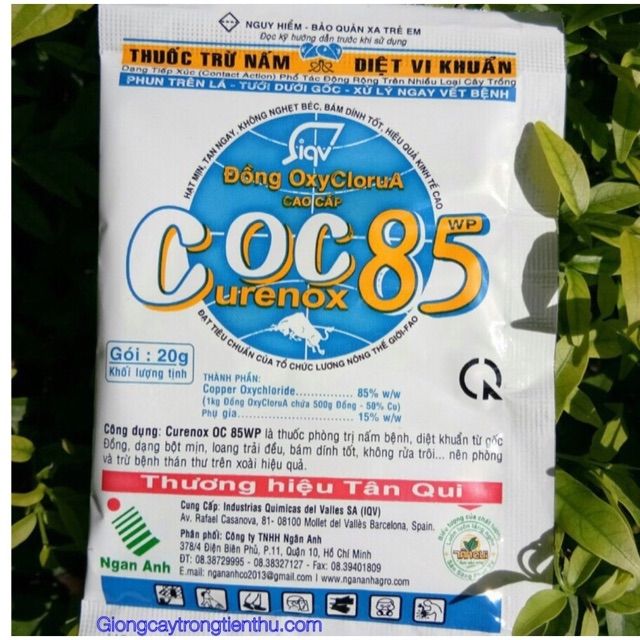 NGUY HIỂM - BẢO QUẢN XA TRẺ EM
Đọc kỹ hướng dẫn trước khi sử dụng
THUỐC TRỪ NẤM DIỆT VI KHUẨN
Dạng Tiếp Xúc (Contact Action) Phổ Tác Động Rộng Trên Nhiều Loại Cây Trồng
PHUN TRÊN LÁ - TƯỚI DƯỚI GỐC - XỬ LÝ NGAY VẾT BỆNH
HẠT MỊN, TAN NGAY, KHÔNG NGHẸT BÉC, BÁM DÍNH TỐT, HIỆU QUẢ KINH TẾ CAO
iqv
Đồng OxyCloruA
CAO CẤP
COC 85 WP
Curenox
ĐẠT TIÊU CHUẨN CỦA TỔ CHỨC LƯƠNG NÔNG THẾ GIỚI-FAO
Gói : 20g
Khối lượng tịnh
THÀNH PHẦN:
Copper Oxychloride.................... 85% w/w
(1kg Đồng OxyCloruA chứa 500g Đồng - 50% Cu)
Phụ gia.................................... 15% w/w
Công dụng: Curenox OC 85WP là thuốc phòng trị nấm bệnh, diệt khuẩn từ gốc
Đồng, dạng bột mịn, loang trải đều, bám dính tốt, không rửa trôi... nên phòng
và trừ bệnh thán thư trên xoài hiệu quả.
Thương hiệu Tân Qui
Cung Cấp: Industrias Quimicas del Valles SA (IQV)
Av. Rafael Casanova, 81- 08100 Mollet del Vallès Barcelona, Spain.
Phân phối: Công ty TNHH Ngân Anh
378/4 Điện Biên Phủ, P.11, Quận 10, Hồ Chí Minh
ĐT: 08.38729995 - 08.38327127 - Fax: 08.39401809
E.mail: ngananhco2013@gmail.com I www.ngananhagro.com
Ngan Anh
TÂN QUI
Giongcaytrongtienthu.com